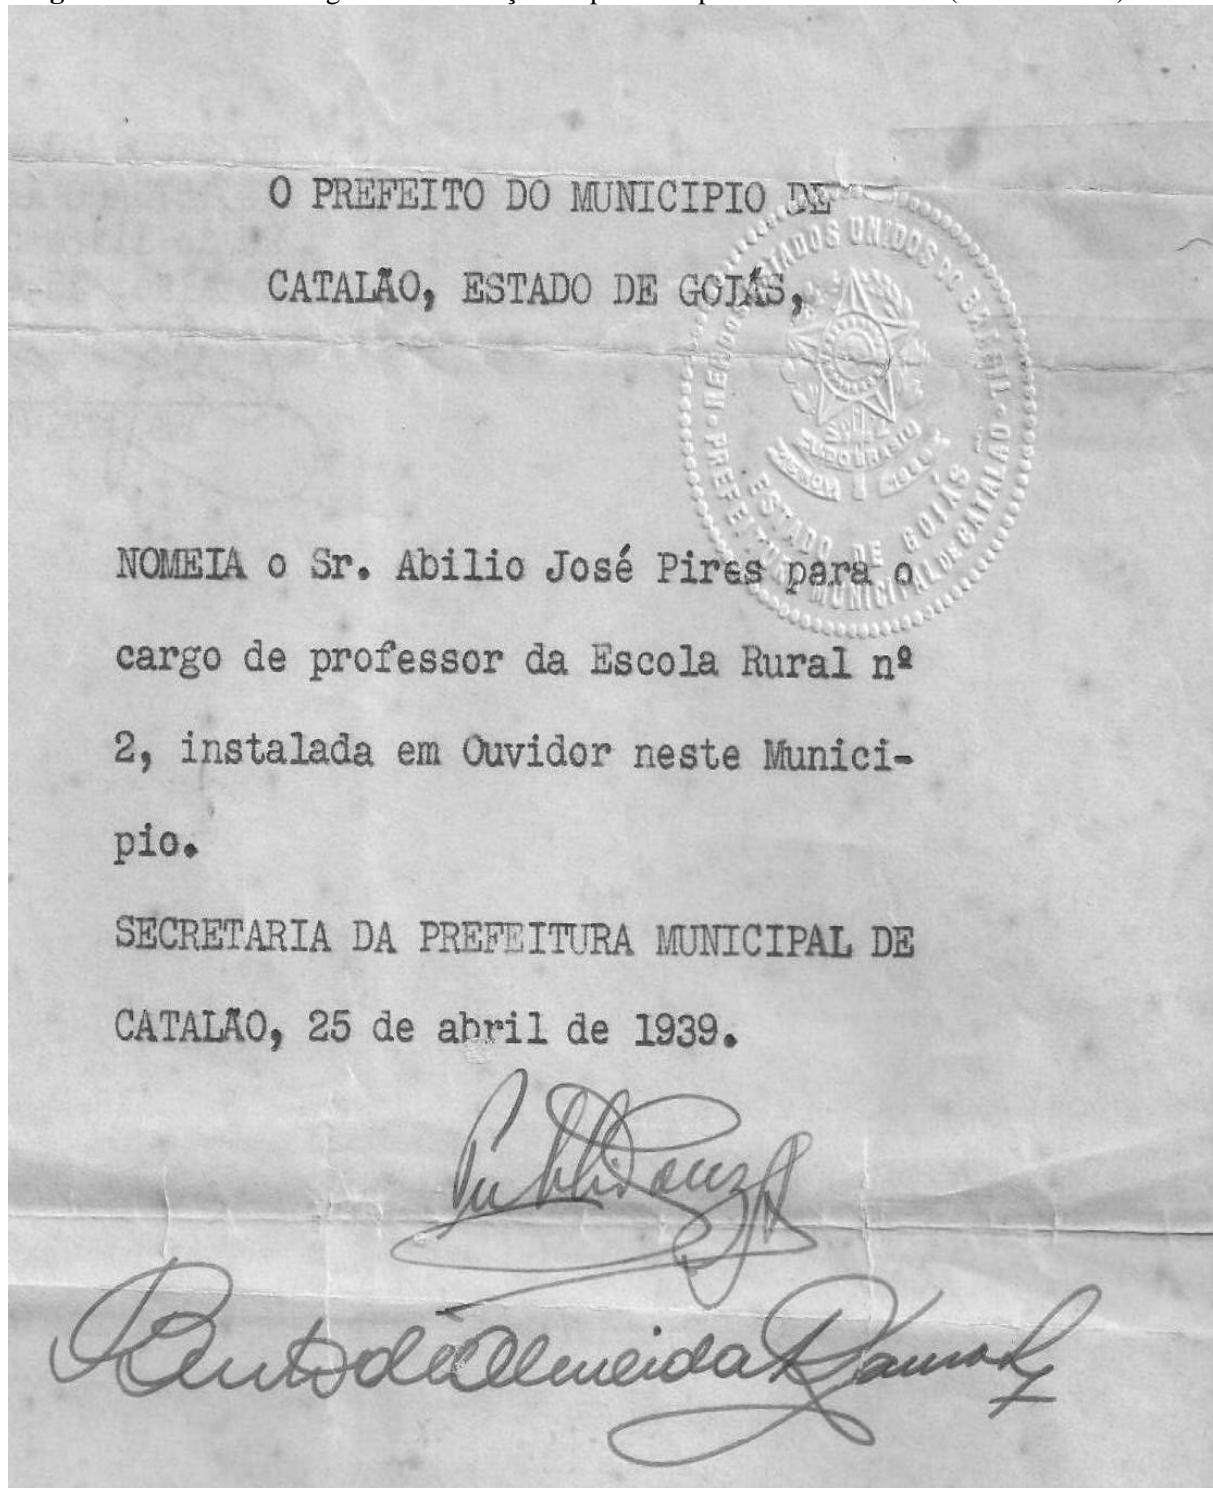 O PREFEITO DO MUNICIPIO DE
CATALÃO, ESTADO DE GOIÁS,
ESTADOS UNIDOS DO BRASIL
ESTADO DE GOIÁS
PREFEITURA MUNICIPAL DE CATALÃO
NOMEIA o Sr. Abilio José Pires para o
cargo de professor da Escola Rural nº
2, instalada em Ouvidor neste Munici-
pio.
SECRETARIA DA PREFEITURA MUNICIPAL DE
CATALÃO, 25 de abril de 1939.
de Almeida